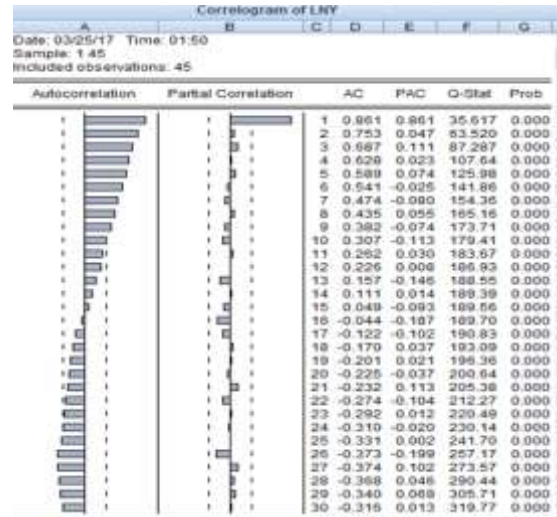 Correlogram of LNY
A B C D E F G
Date: 03/25/17 Time: 01:50
Sample: 1 45
Included observations: 45
Autocorrelation Partial Correlation AC PAC Q-Stat Prob
1 0.861 0.861 35.617 0.000
2 0.753 0.047 63.520 0.000
3 0.687 0.111 87.287 0.000
4 0.628 0.023 107.64 0.000
5 0.589 0.074 125.98 0.000
6 0.541 -0.025 141.86 0.000
7 0.474 -0.080 154.36 0.000
8 0.435 0.055 165.16 0.000
9 0.382 -0.074 173.71 0.000
10 0.307 -0.113 179.41 0.000
11 0.262 0.030 183.67 0.000
12 0.226 0.008 186.93 0.000
13 0.157 -0.146 188.55 0.000
14 0.111 0.014 189.39 0.000
15 0.049 -0.093 189.56 0.000
16 -0.044 -0.187 189.70 0.000
17 -0.122 -0.102 190.83 0.000
18 -0.170 0.037 193.09 0.000
19 -0.201 0.021 196.36 0.000
20 -0.225 -0.037 200.64 0.000
21 -0.232 0.113 205.38 0.000
22 -0.274 -0.104 212.27 0.000
23 -0.292 0.012 220.49 0.000
24 -0.310 -0.020 230.14 0.000
25 -0.331 0.002 241.70 0.000
26 -0.373 -0.199 257.17 0.000
27 -0.374 0.102 273.57 0.000
28 -0.368 0.046 290.44 0.000
29 -0.340 0.068 305.71 0.000
30 -0.316 0.013 319.77 0.000